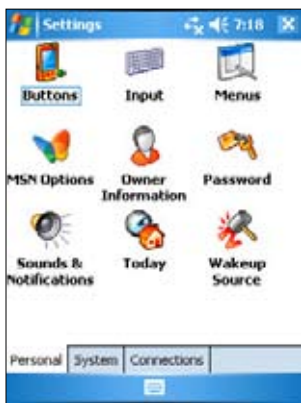 Settings 7:18
Buttons Input Menus
MSN Options Owner Information Password
Sounds & Notifications Today Wakeup Source
Personal System Connections